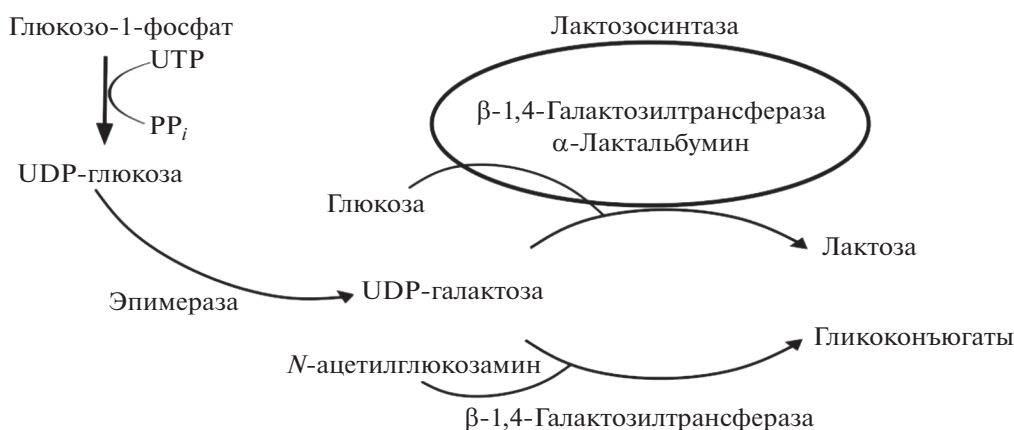 Глюкозо-1-фосфат
Лактозосинтаза
UTP
PPi
β-1,4-Галактозилтрансфераза
α-Лактальбумин
UDP-глюкоза
Глюкоза
Лактоза
Эпимераза
UDP-галактоза
Гликоконъюгаты
N-ацетилглюкозамин
β-1,4-Галактозилтрансфераза